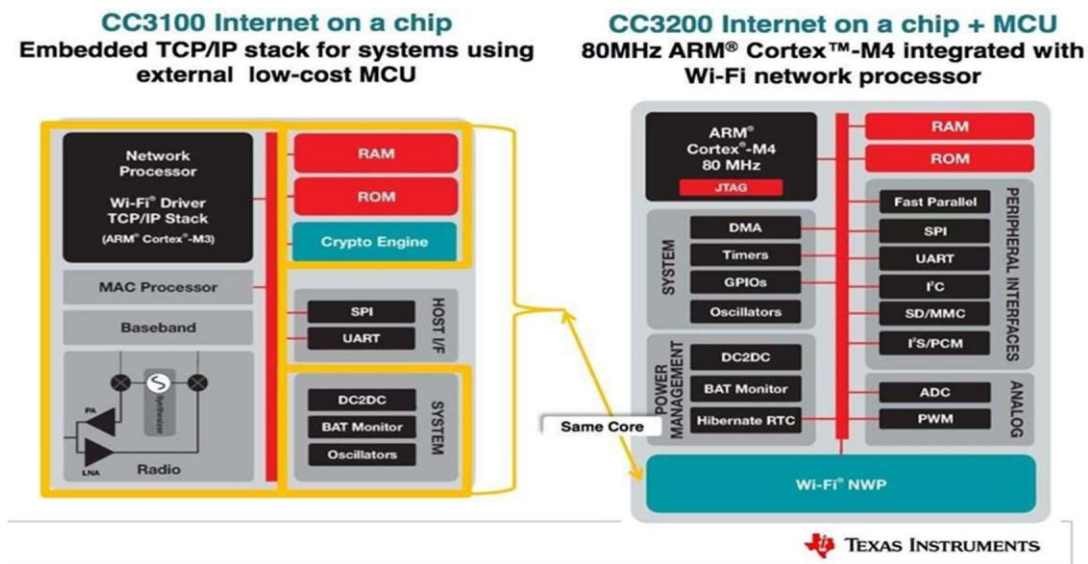 CC3100 Internet on a chip
Embedded TCP/IP stack for systems using
external low-cost MCU
Network
Processor
Wi-Fi® Driver
TCP/IP Stack
(ARM® Cortex®-M3)
MAC Processor
Baseband
PA
Synthesizer
LNA
Radio
RAM
ROM
Crypto Engine
SPI
UART
HOST I/F
DC2DC
BAT Monitor
Oscillators
SYSTEM
Same Core
CC3200 Internet on a chip + MCU
80MHz ARM® Cortex™-M4 integrated with
Wi-Fi network processor
ARM®
Cortex®-M4
80 MHz
JTAG
RAM
ROM
SYSTEM
DMA
Timers
GPIOs
Oscillators
POWER
MANAGEMENT
DC2DC
BAT Monitor
Hibernate RTC
Fast Parallel
SPI
UART
I²C
SD/MMC
I²S/PCM
PERIPHERAL INTERFACES
ADC
PWM
ANALOG
Wi-Fi® NWP
TEXAS INSTRUMENTS